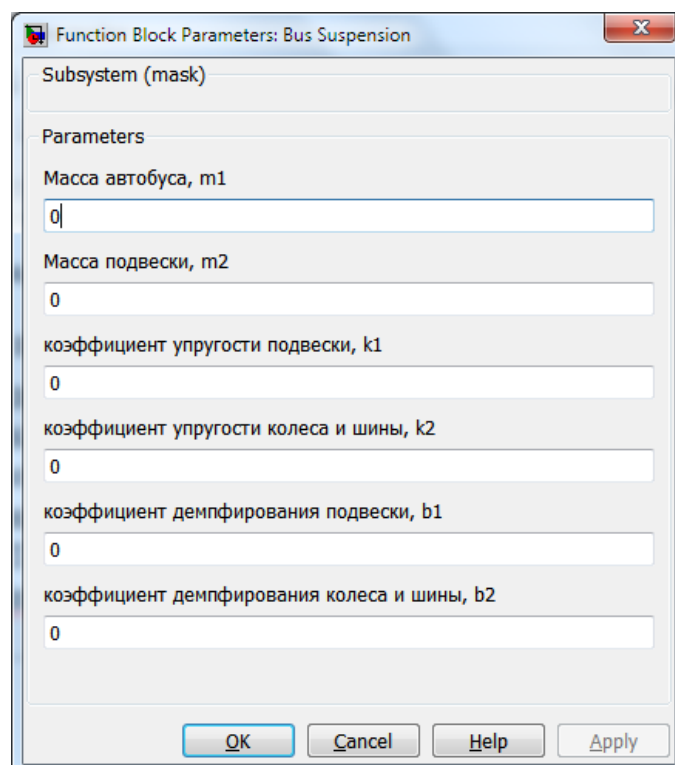 Function Block Parameters: Bus Suspension
Subsystem (mask)
Parameters
Масса автобуса, m1
0
Масса подвески, m2
0
коэффициент упругости подвески, k1
0
коэффициент упругости колеса и шины, k2
0
коэффициент демпфирования подвески, b1
0
коэффициент демпфирования колеса и шины, b2
0
OK Cancel Help Apply